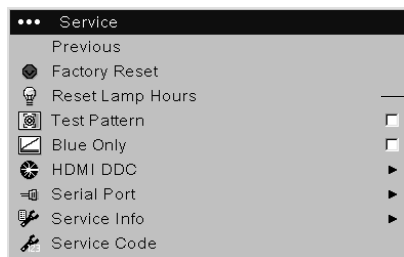 Service
Previous
Factory Reset
Reset Lamp Hours
Test Pattern
Blue Only
HDMI DDC
Serial Port
Service Info
Service Code